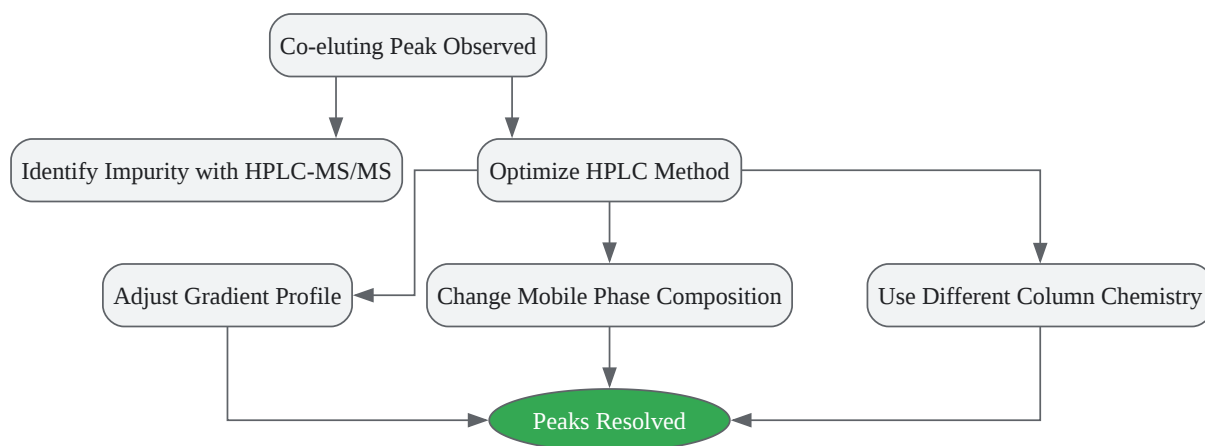 Co-eluting Peak Observed
Identify Impurity with HPLC-MS/MS
Optimize HPLC Method
Adjust Gradient Profile
Change Mobile Phase Composition
Use Different Column Chemistry
Peaks Resolved